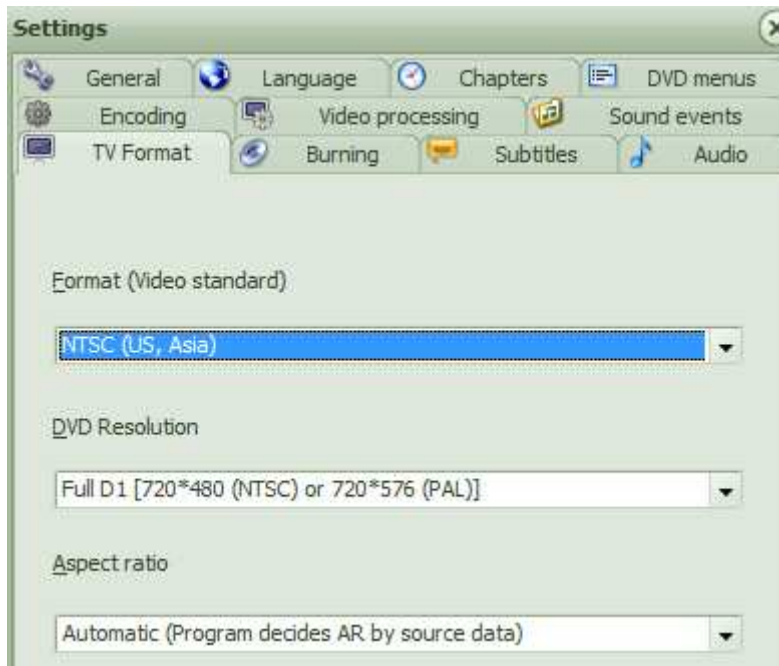 Settings
General Language Chapters DVD menus
Encoding Video processing Sound events
TV Format Burning Subtitles Audio
Format (Video standard)
NTSC (US, Asia)
DVD Resolution
Full D1 [720*480 (NTSC) or 720*576 (PAL)]
Aspect ratio
Automatic (Program decides AR by source data)